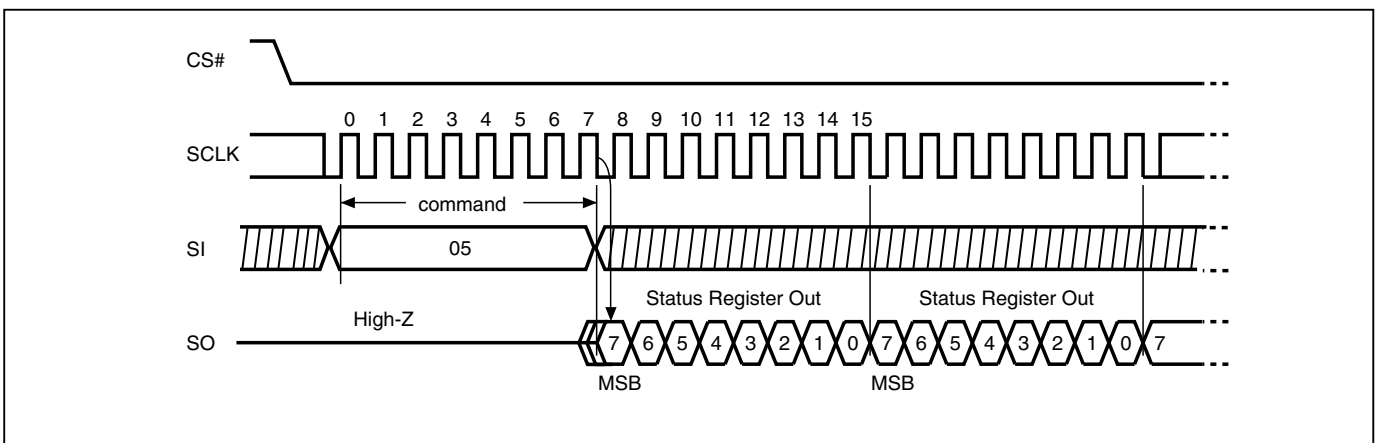 CS#
0 1 2 3 4 5 6 7 8 9 10 11 12 13 14 15
SCLK
command
SI 05
Status Register Out Status Register Out
High-Z
SO 7 6 5 4 3 2 1 0 7 6 5 4 3 2 1 0 7
MSB MSB